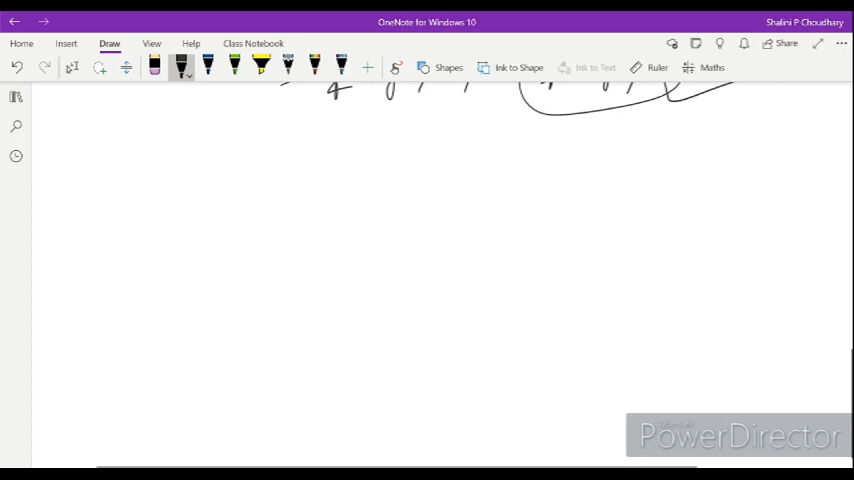 OneNote for Windows 10
Shalini P Choudhary
Home Insert Draw View Help Class Notebook Share
Shapes Ink to Shape Ink to Text Ruler Maths
PowerDirector